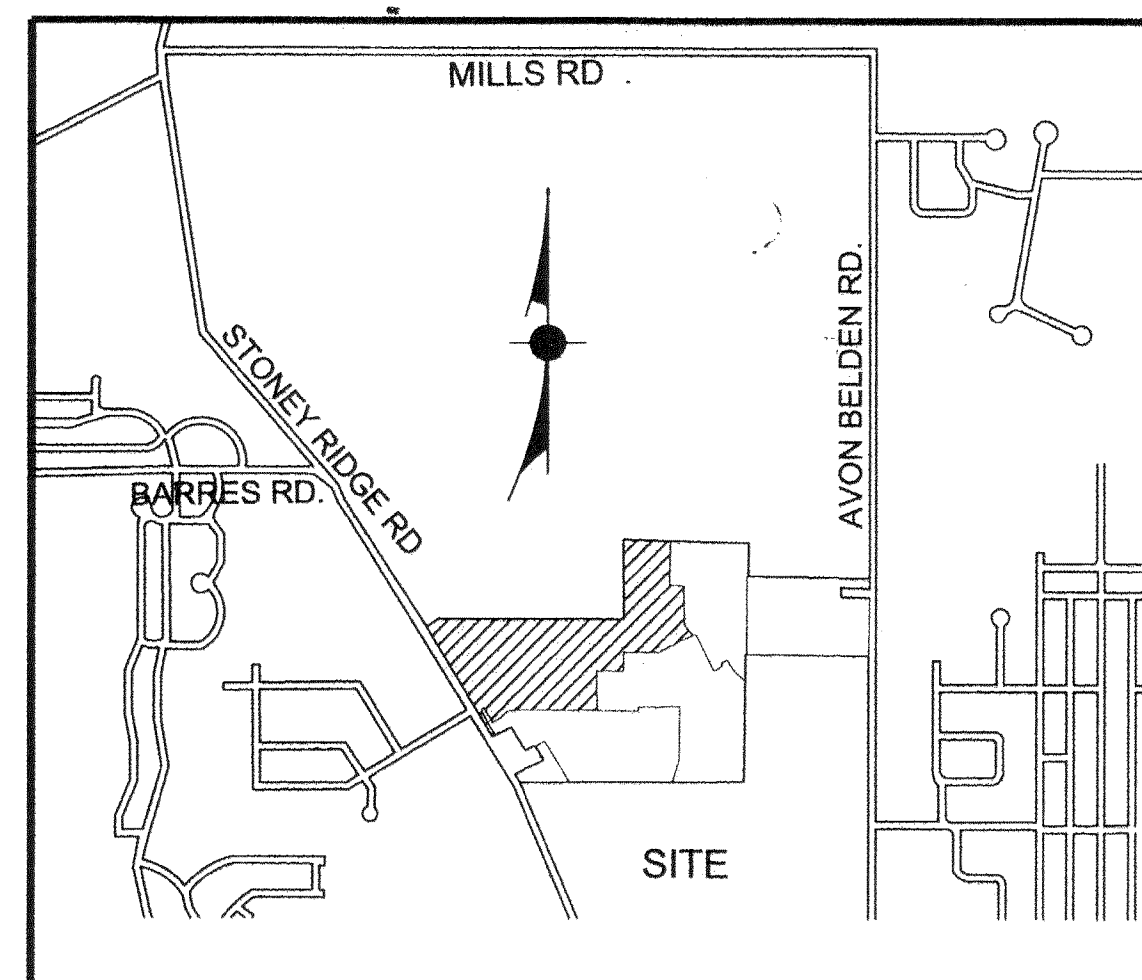 MILLS RD
AVON BELDEN RD.
STONEY RIDGE RD
BARRES RD.
SITE